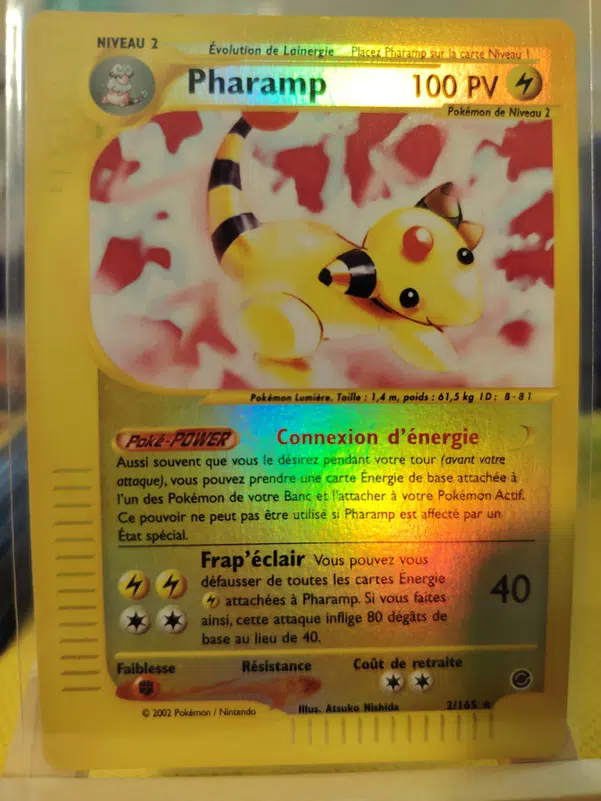 NIVEAU 2
Évolution de Lainergie Placez Pharamp sur la carte Niveau 1
Pharamp 100 PV
Pokémon de Niveau 2
Pokémon Lumière. Taille : 1,4 m, poids : 61,5 kg ID: B-81
Poké-POWER Connexion d'énergie
Aussi souvent que vous le désirez pendant votre tour (avant votre
attaque), vous pouvez prendre une carte Énergie de base attachée à
l'un des Pokémon de votre Banc et l'attacher à votre Pokémon Actif.
Ce pouvoir ne peut pas être utilisé si Pharamp est affecté par un
État spécial.
Frap'éclair Vous pouvez vous
défausser de toutes les cartes Énergie
attachées à Pharamp. Si vous faites
ainsi, cette attaque inflige 80 dégâts de
base au lieu de 40.
40
Faiblesse Résistance Coût de retraite
© 2002 Pokémon / Nintendo Illus. Atsuko Nishida 2/165 ★